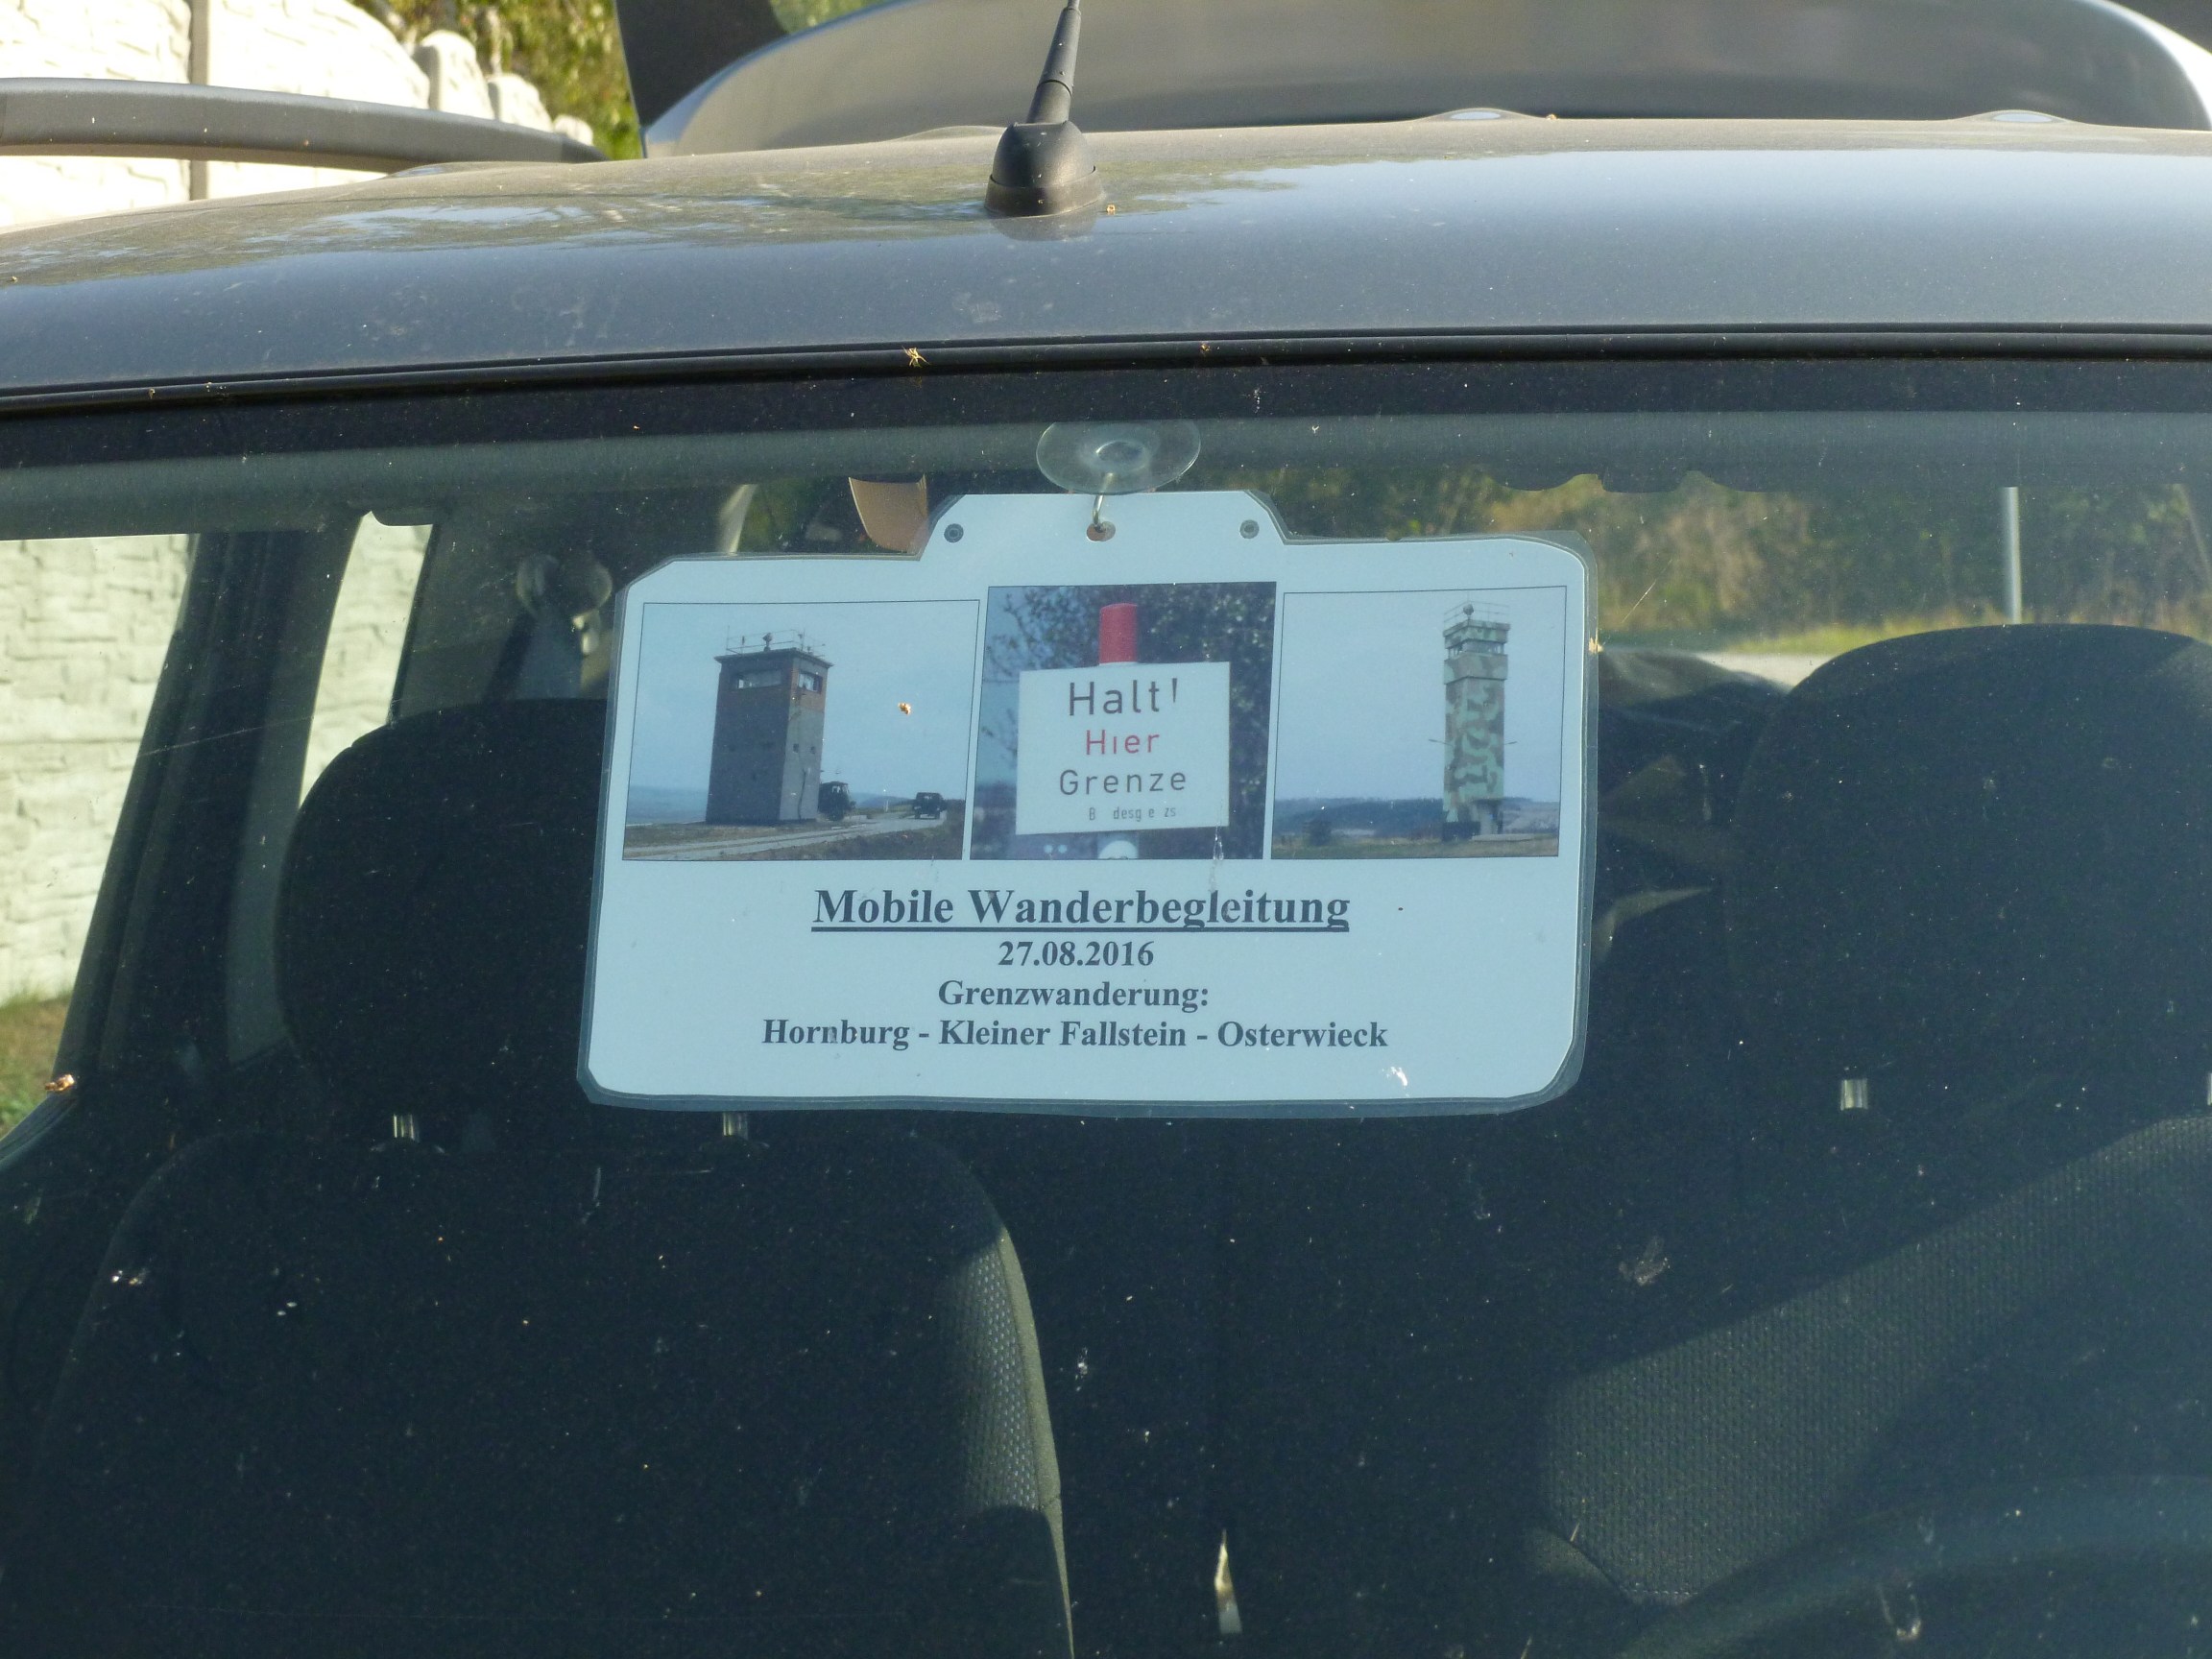 Halt!
Hier
Grenze
Mobile Wanderbegleitung
27.08.2016
Grenzwanderung:
Hornburg - Kleiner Fallstein - Osterwieck